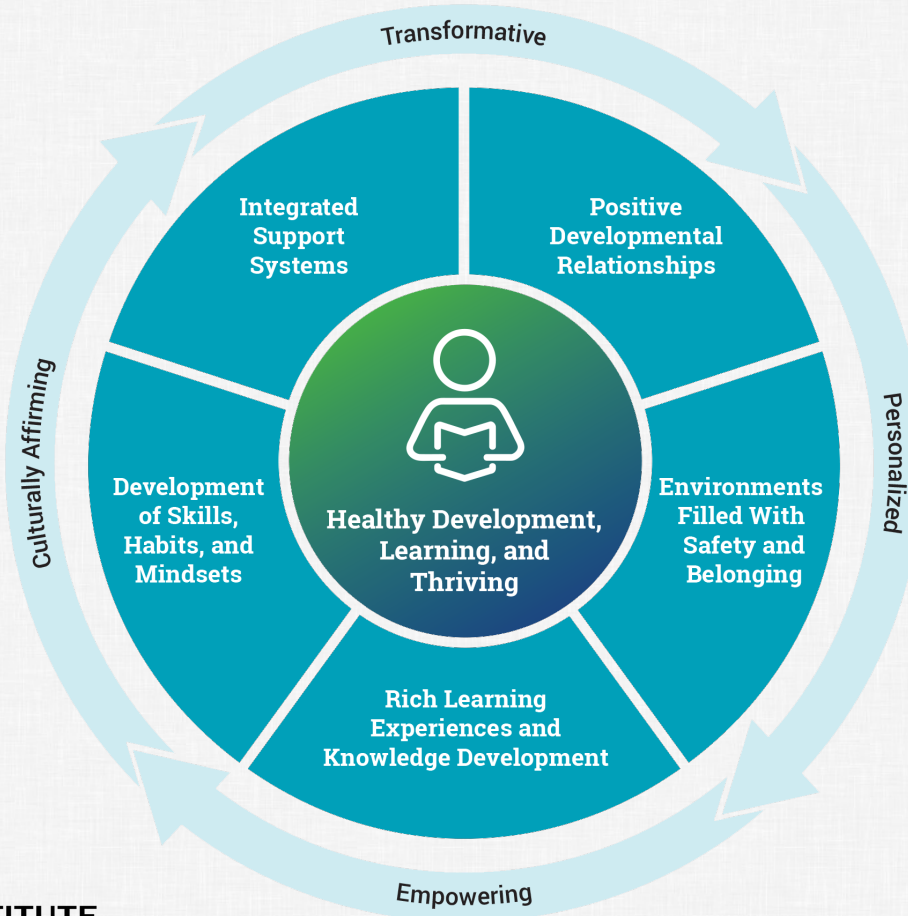 Transformative
Integrated
Support
Systems
Positive
Developmental
Relationships
Culturally Affirming
Personalized
Development
of Skills,
Habits, and
Mindsets
Healthy Development,
Learning, and
Thriving
Environments
Filled With
Safety and
Belonging
Rich Learning
Experiences and
Knowledge Development
Empowering